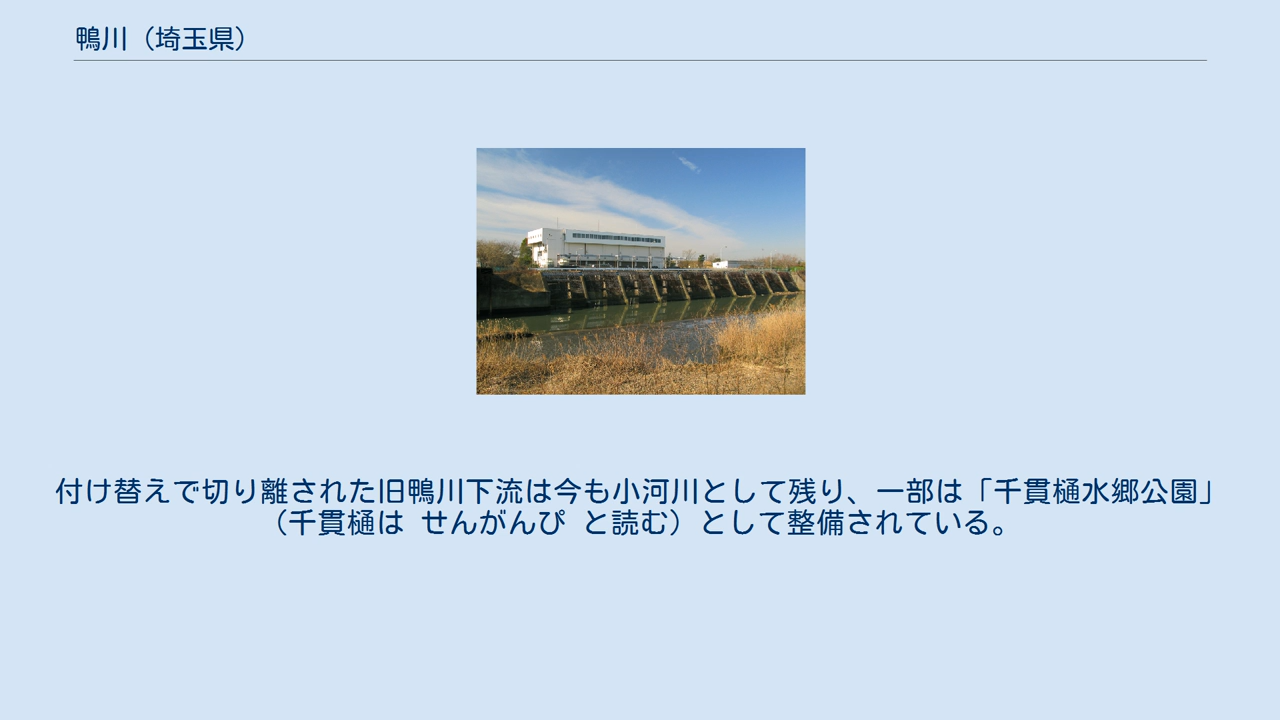 鴨川（埼玉県）
付け替えで切り離された旧鴨川下流は今も小河川として残り、一部は「千貫樋水郷公園」
（千貫樋は せんがんぴ と読む）として整備されている。